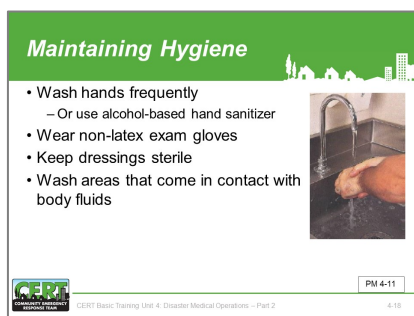 Maintaining Hygiene
• Wash hands frequently
– Or use alcohol-based hand sanitizer
• Wear non-latex exam gloves
• Keep dressings sterile
• Wash areas that come in contact with
body fluids
PM 4-11
CERT
COMMUNITY EMERGENCY
RESPONSE TEAM
CERT Basic Training Unit 4: Disaster Medical Operations – Part 2
4-18